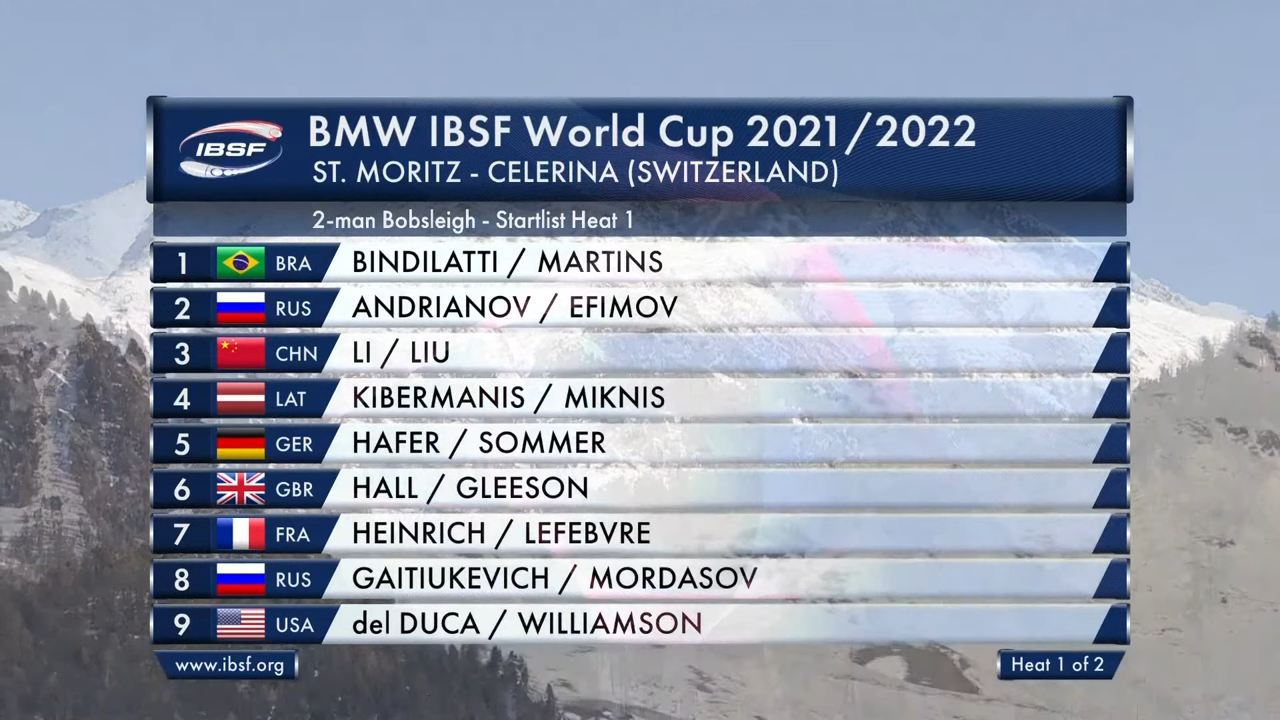 IBSF
BMW IBSF World Cup 2021/2022
ST. MORITZ - CELERINA (SWITZERLAND)
2-man Bobsleigh - Startlist Heat 1
1 BRA BINDILATTI / MARTINS
2 RUS ANDRIANOV / EFIMOV
3 CHN LI / LIU
4 LAT KIBERMANIS / MIKNIS
5 GER HAFER / SOMMER
6 GBR HALL / GLEESON
7 FRA HEINRICH / LEFEBVRE
8 RUS GAITIUKEVICH / MORDASOV
9 USA del DUCA / WILLIAMSON
www.ibsf.org
Heat 1 of 2